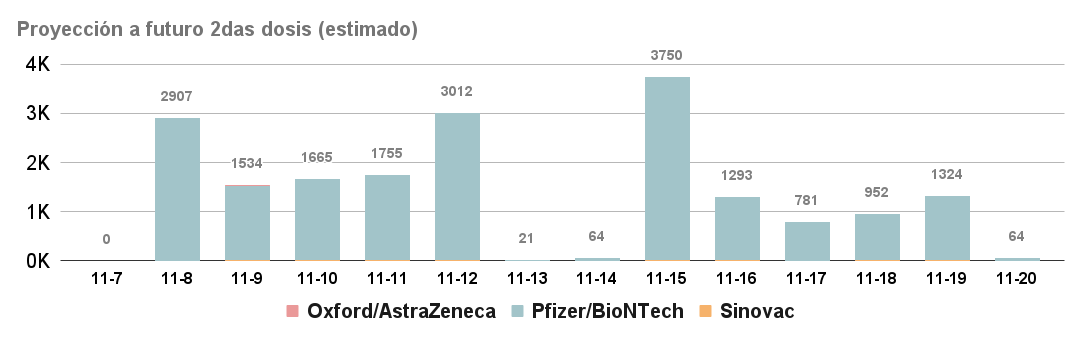 Proyección a futuro 2das dosis (estimado)
4K
3750
3012
2907
3K
2K
1755
1665
1534
1324
1293
952
781
1K
0
21
64
64
0K
11-7 11-8 11-9 11-10 11-11 11-12 11-13 11-14 11-15 11-16 11-17 11-18 11-19 11-20
Oxford/AstraZeneca Pfizer/BioNTech Sinovac